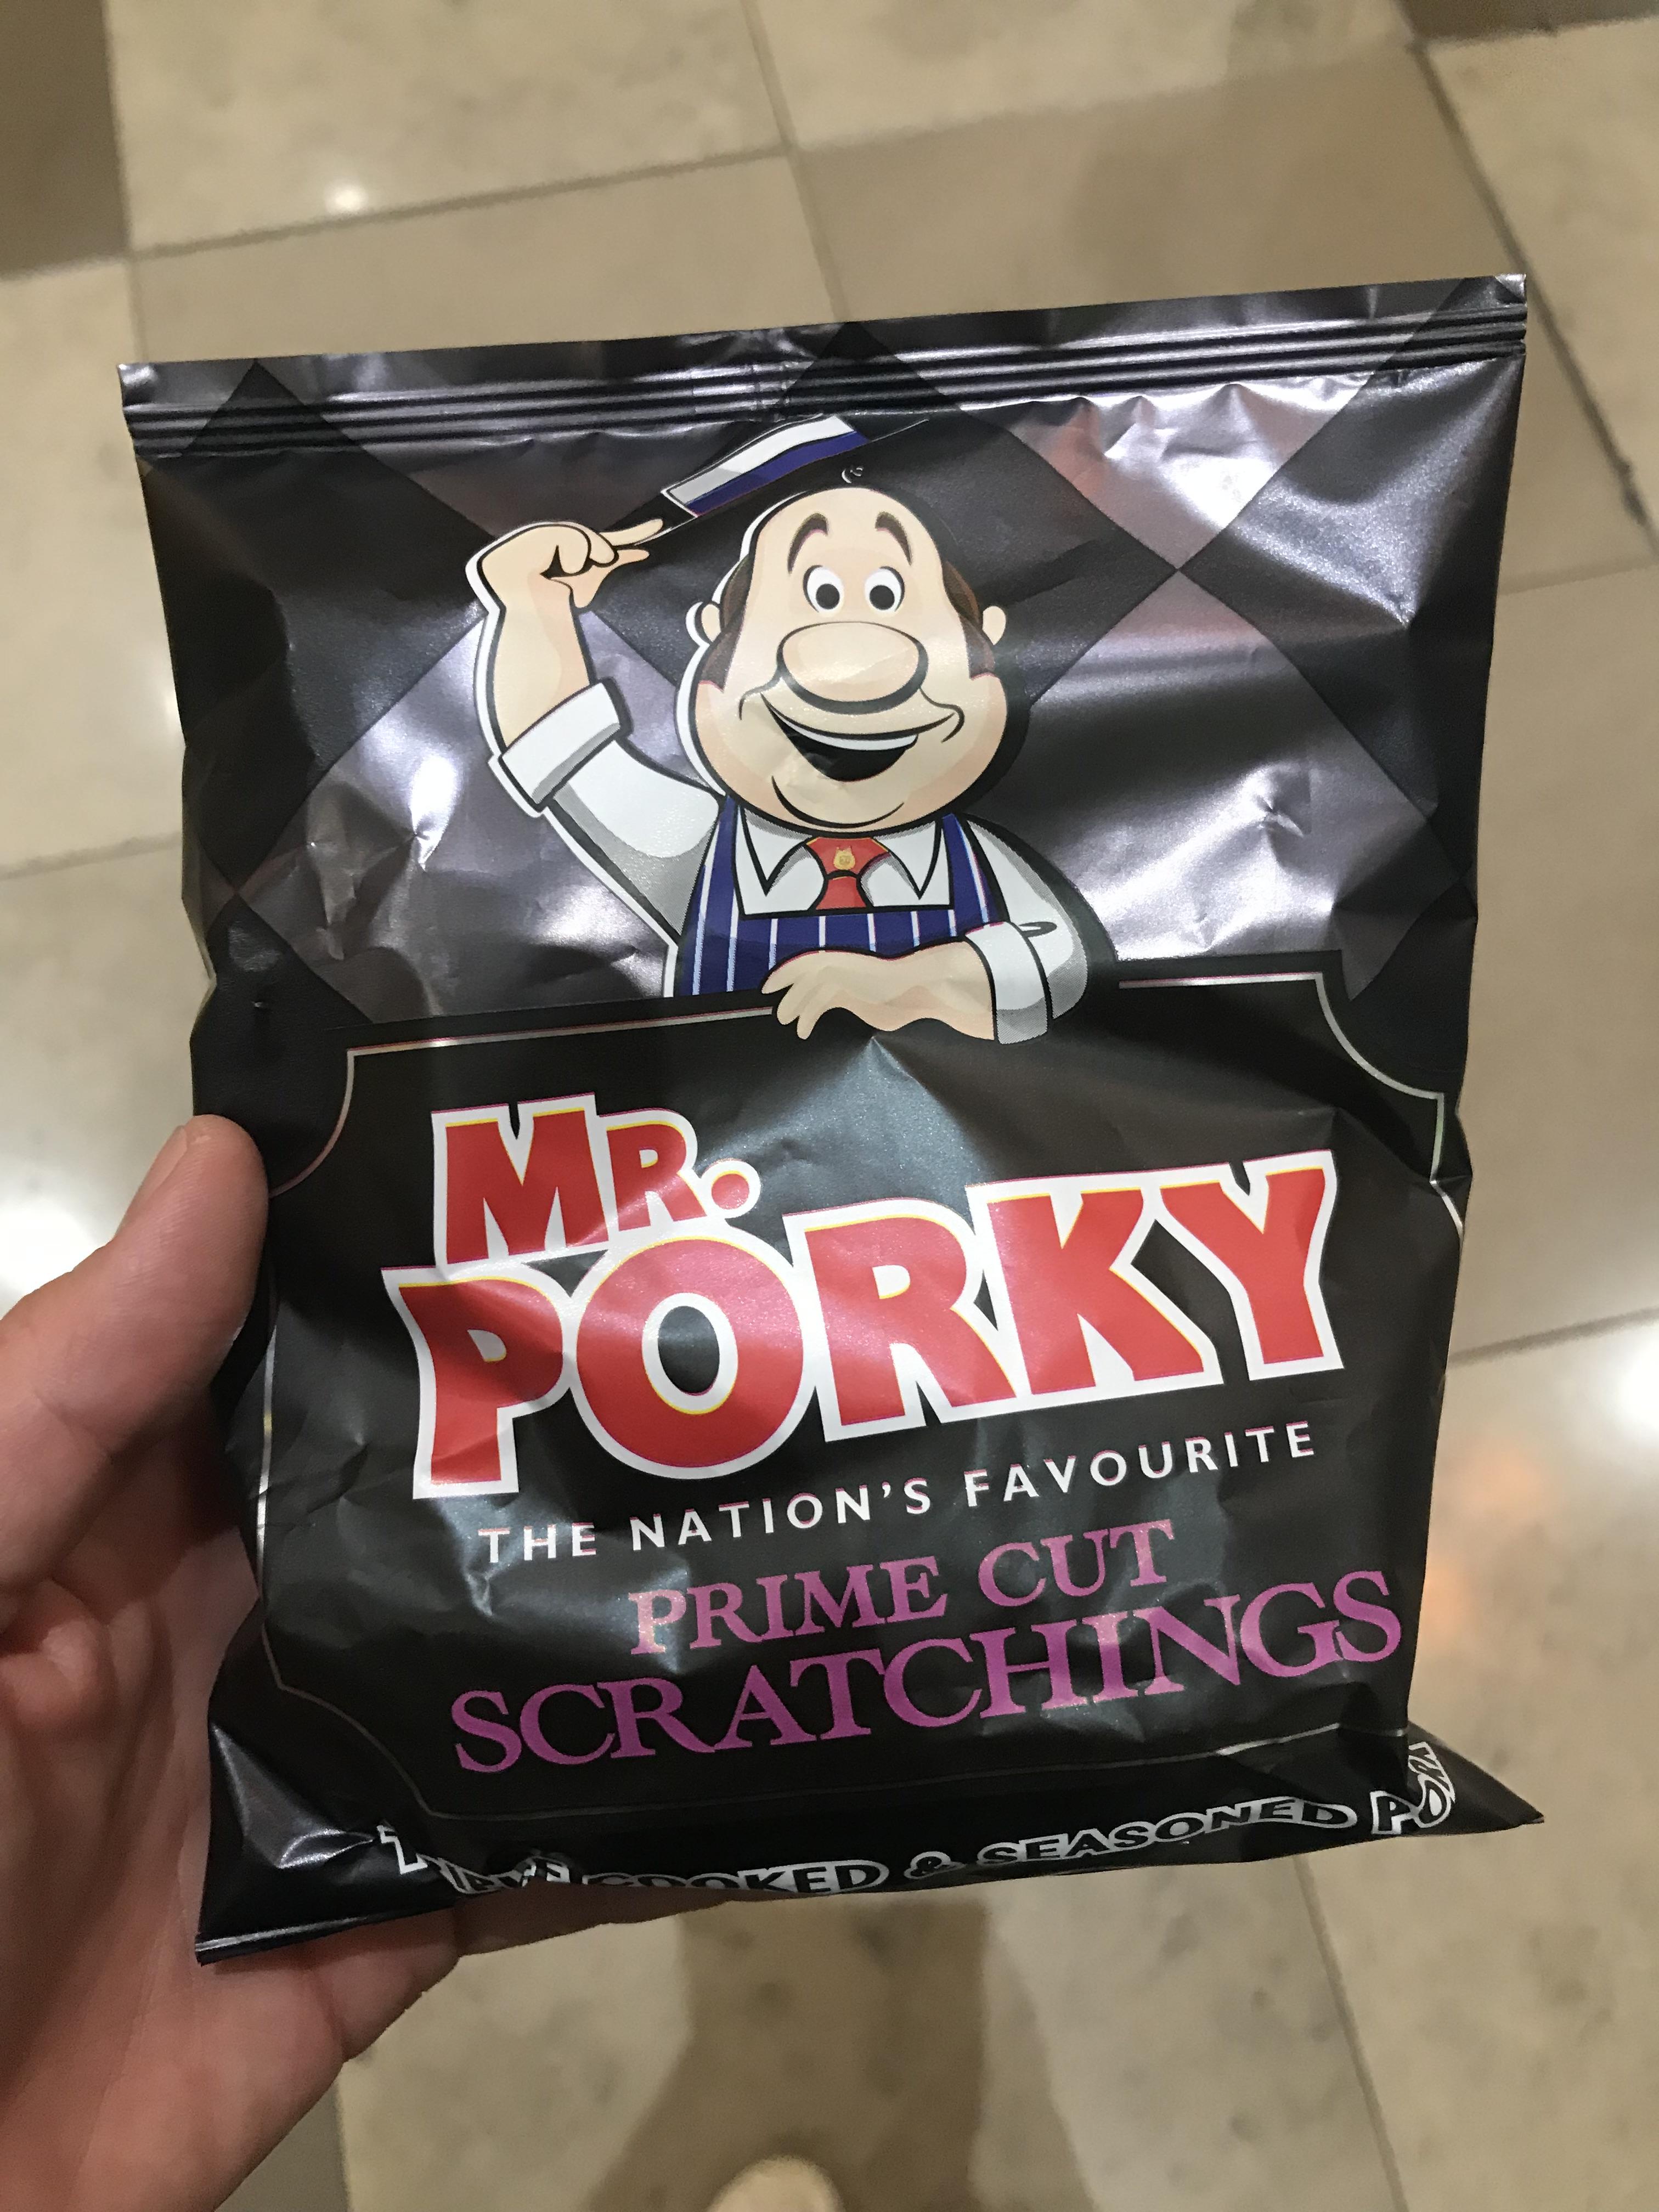 MR.
PORKY
THE NATION'S FAVOURITE
PRIME CUT
SCRATCHINGS
COOKED & SEASONED